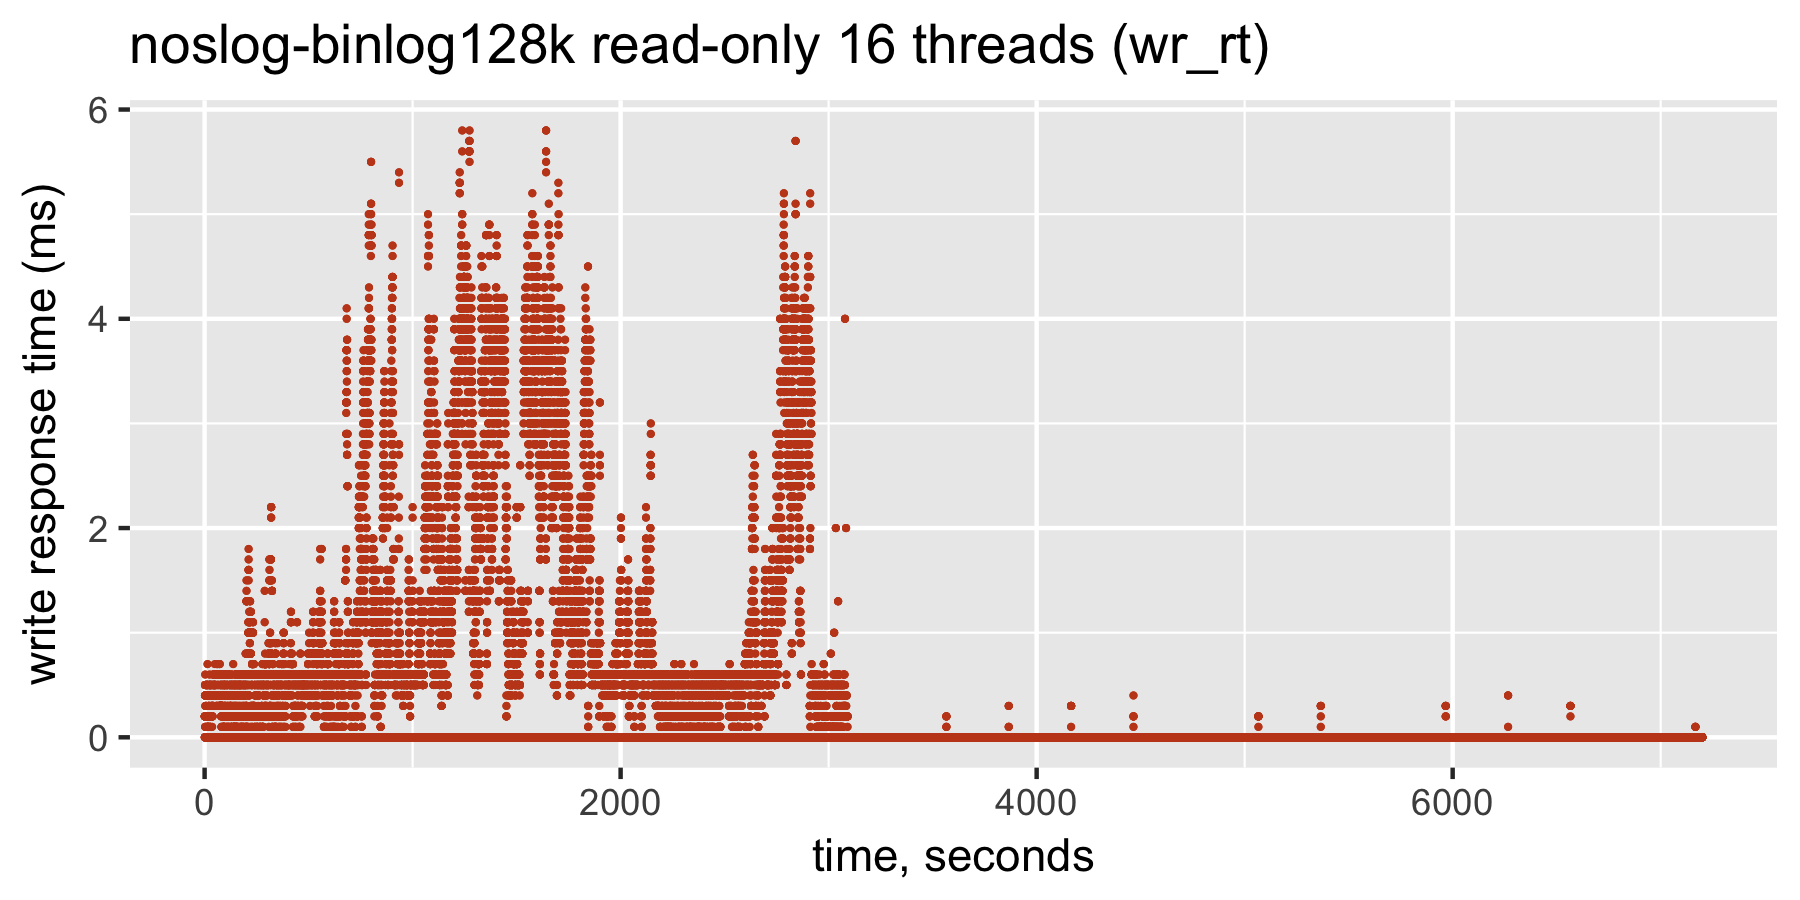 noslog-binlog128k read-only 16 threads (wr_rt)
write response time (ms)
6
4
2
0
0 2000 4000 6000
time, seconds